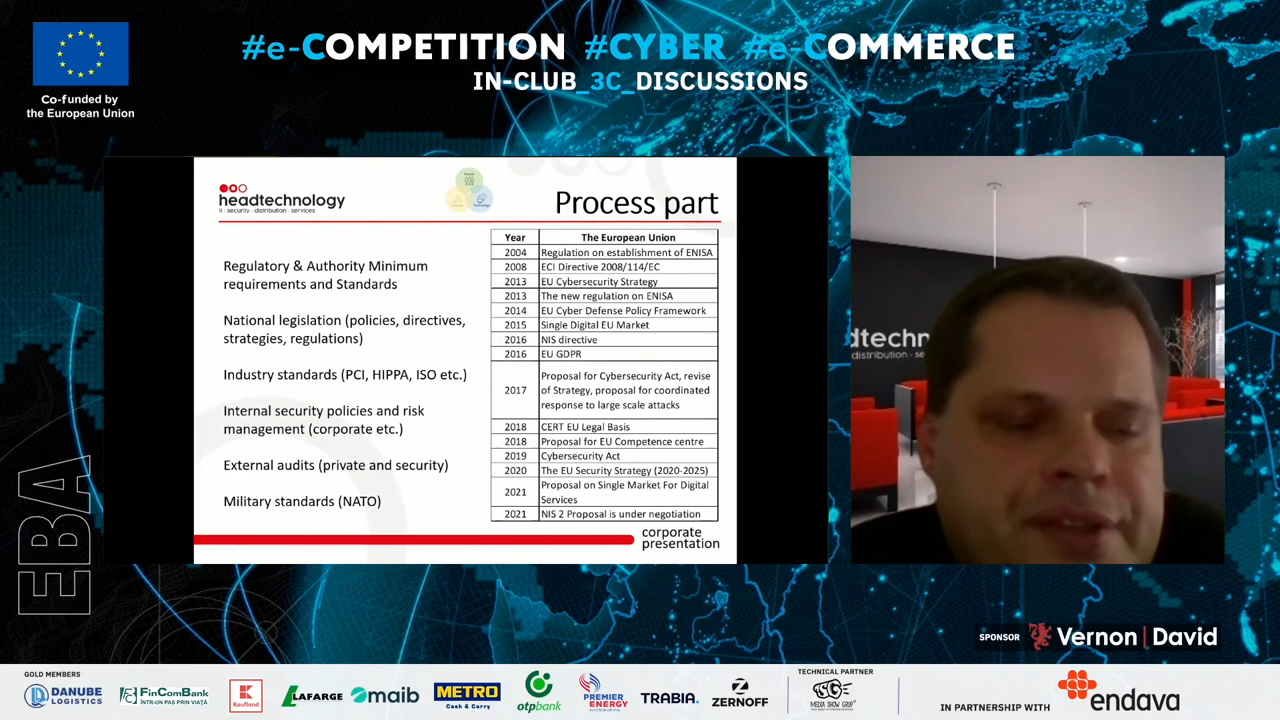 #e-COMPETITION #CYBER #e-COMMERCE
IN-CLUB_3C_DISCUSSIONS
Co-funded by
the European Union
headtechnology
it · security · distribution · services
Process part
Regulatory & Authority Minimum
requirements and Standards
National legislation (policies, directives,
strategies, regulations)
Industry standards (PCI, HIPPA, ISO etc.)
Internal security policies and risk
management (corporate etc.)
External audits (private and security)
Military standards (NATO)
Year The European Union
2004 Regulation on establishment of ENISA
2008 ECI Directive 2008/114/EC
2013 EU Cybersecurity Strategy
2013 The new regulation on ENISA
2014 EU Cyber Defense Policy Framework
2015 Single Digital EU Market
2016 NIS directive
2016 EU GDPR
2017 Proposal for Cybersecurity Act, revise
of Strategy, proposal for coordinated
response to large scale attacks
2018 CERT EU Legal Basis
2018 Proposal for EU Competence centre
2019 Cybersecurity Act
2020 The EU Security Strategy (2020-2025)
2021 Proposal on Single Market For Digital
Services
2021 NIS 2 Proposal is under negotiation
corporate
presentation
dtechn
distribution · se
EBA
SPONSOR Vernon | David
GOLD MEMBERS
DANUBE
LOGISTICS
FinComBank
ÎNTR-UN PAS PRIN VIAȚĂ
Kaufland
LAFARGE
maib
METRO
Cash & Carry
otpbank
PREMIER
ENERGY
TRABIA
ZERNOFF
TECHNICAL PARTNER
MEDIA SHOW GRUP
IN PARTNERSHIP WITH
endava